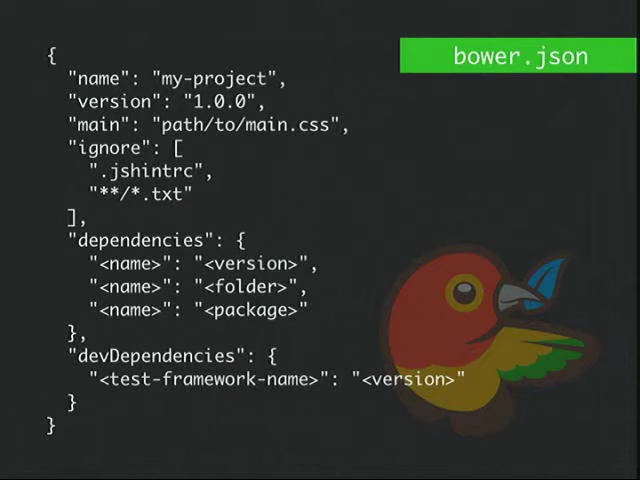 bower.json
{
"name": "my-project",
"version": "1.0.0",
"main": "path/to/main.css",
"ignore": [
".jshintrc",
"**/*.txt"
],
"dependencies": {
"<name>": "<version>",
"<name>": "<folder>",
"<name>": "<package>"
},
"devDependencies": {
"<test-framework-name>": "<version>"
}
}